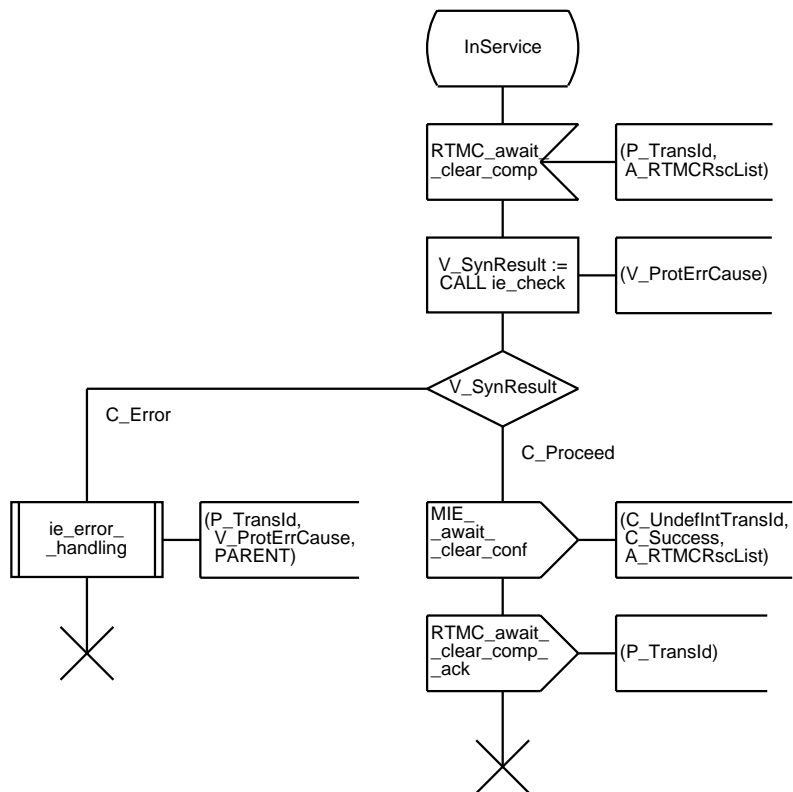 InService
RTMC_await_
_clear_comp
(P_TransId,
A_RTMCRscList)
V_SynResult :=
CALL ie_check
(V_ProtErrCause)
V_SynResult
C_Error
C_Proceed
ie_error_
_handling
(P_TransId,
V_ProtErrCause,
PARENT)
MIE_
_await_
_clear_conf
(C_UndefIntTransId,
C_Success,
A_RTMCRscList)
RTMC_await_
_clear_comp_
_ack
(P_TransId)